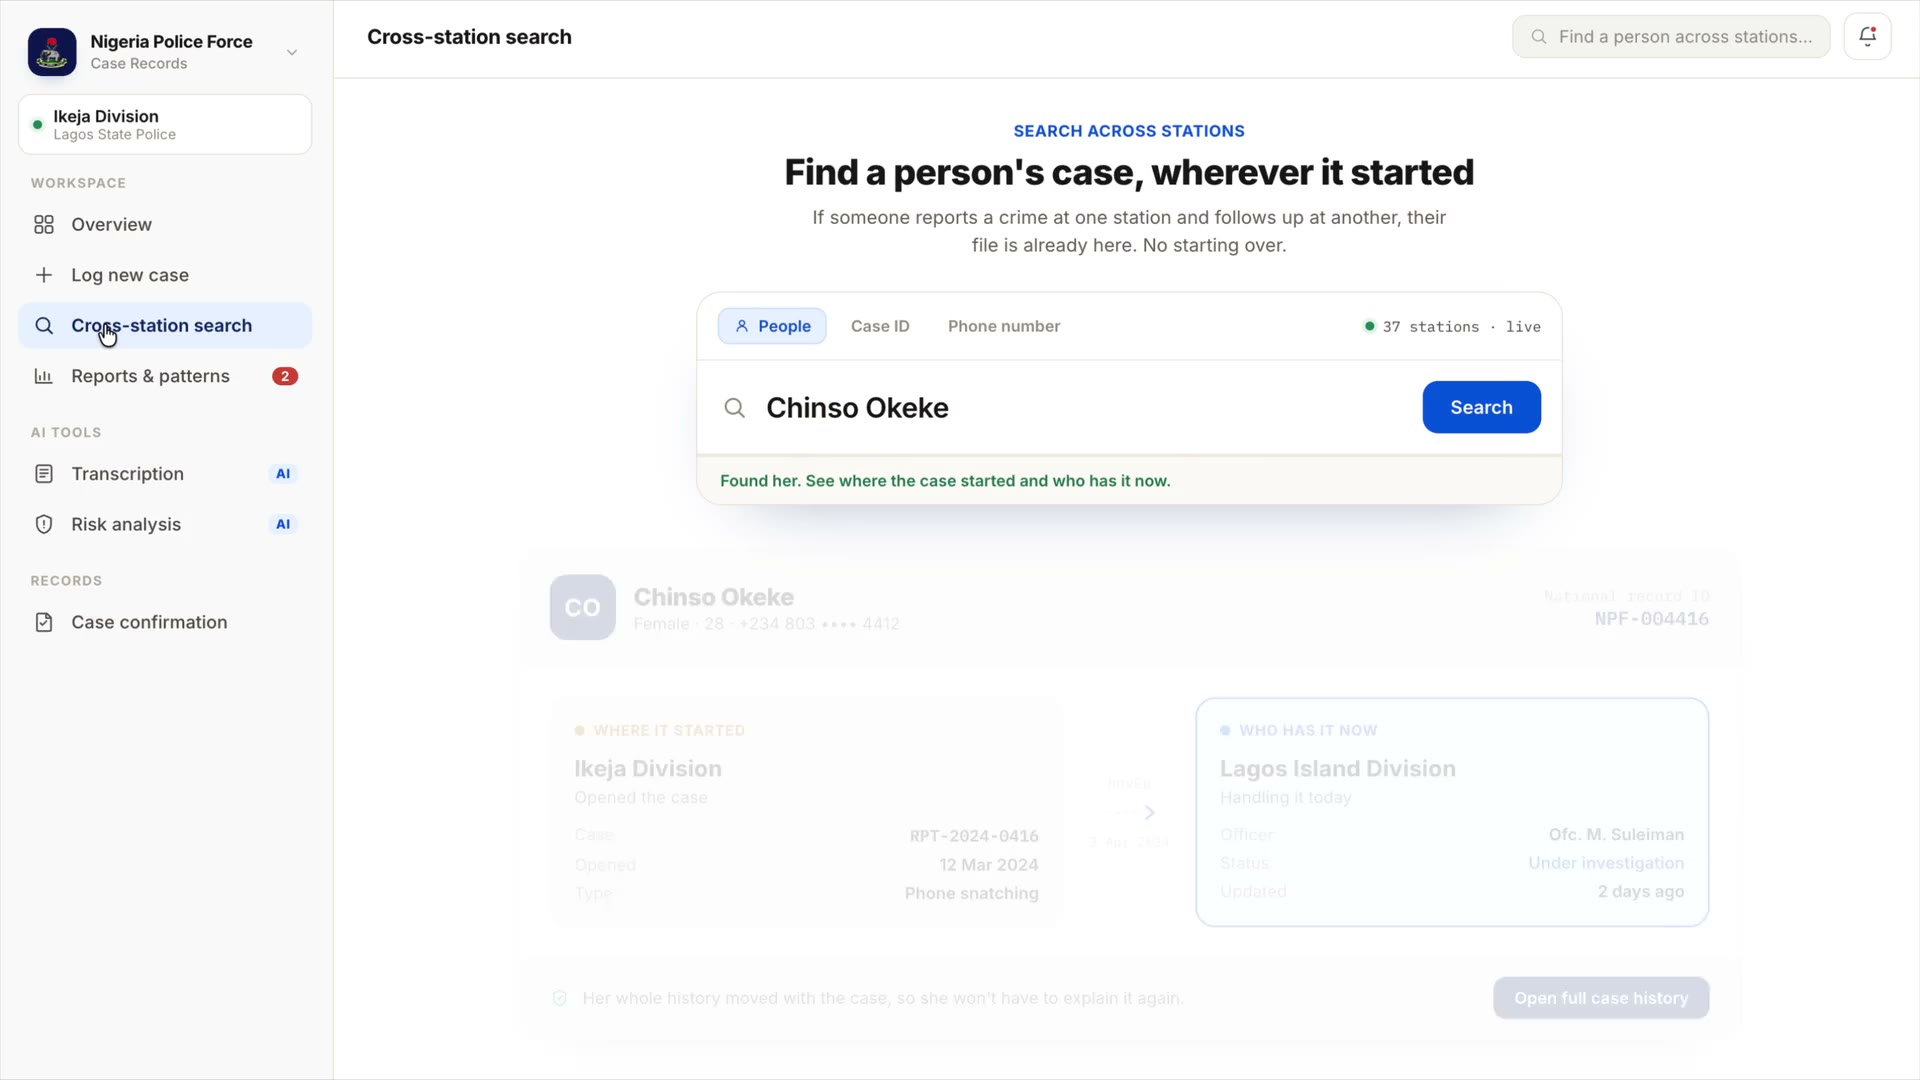 Nigeria Police Force
Case Records
Ikeja Division
Lagos State Police
WORKSPACE
Overview
Log new case
Cross-station search
Reports & patterns 2
AI TOOLS
Transcription AI
Risk analysis AI
RECORDS
Case confirmation
Cross-station search
Find a person across stations...
SEARCH ACROSS STATIONS
Find a person's case, wherever it started
If someone reports a crime at one station and follows up at another, their
file is already here. No starting over.
People Case ID Phone number 37 stations · live
Chinso Okeke Search
Found her. See where the case started and who has it now.
CO
Chinso Okeke
Female · 28 · +234 803 •••• 4412
National record ID
NPF-004416
WHERE IT STARTED
Ikeja Division
Opened the case
Case RPT-2024-0416
Opened 12 Mar 2024
Type Phone snatching
MOVED
2024
WHO HAS IT NOW
Lagos Island Division
Handling it today
Officer Ofc. M. Suleiman
Status Under investigation
Updated 2 days ago
Her whole history moved with the case, so she won't have to explain it again.
Open full case history